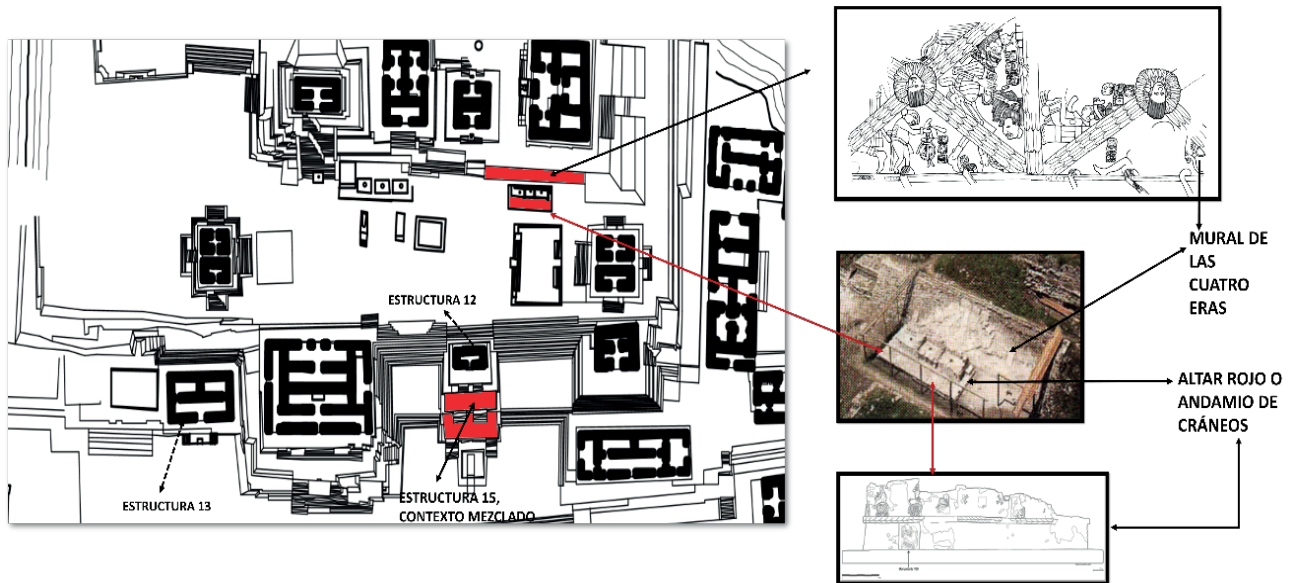 ESTRUCTURA 12
ESTRUCTURA 13
ESTRUCTURA 15,
CONTEXTO MEZCLADO
MURAL DE
LAS
CUATRO
ERAS
ALTAR ROJO O
ANDAMIO DE
CRÁNEOS